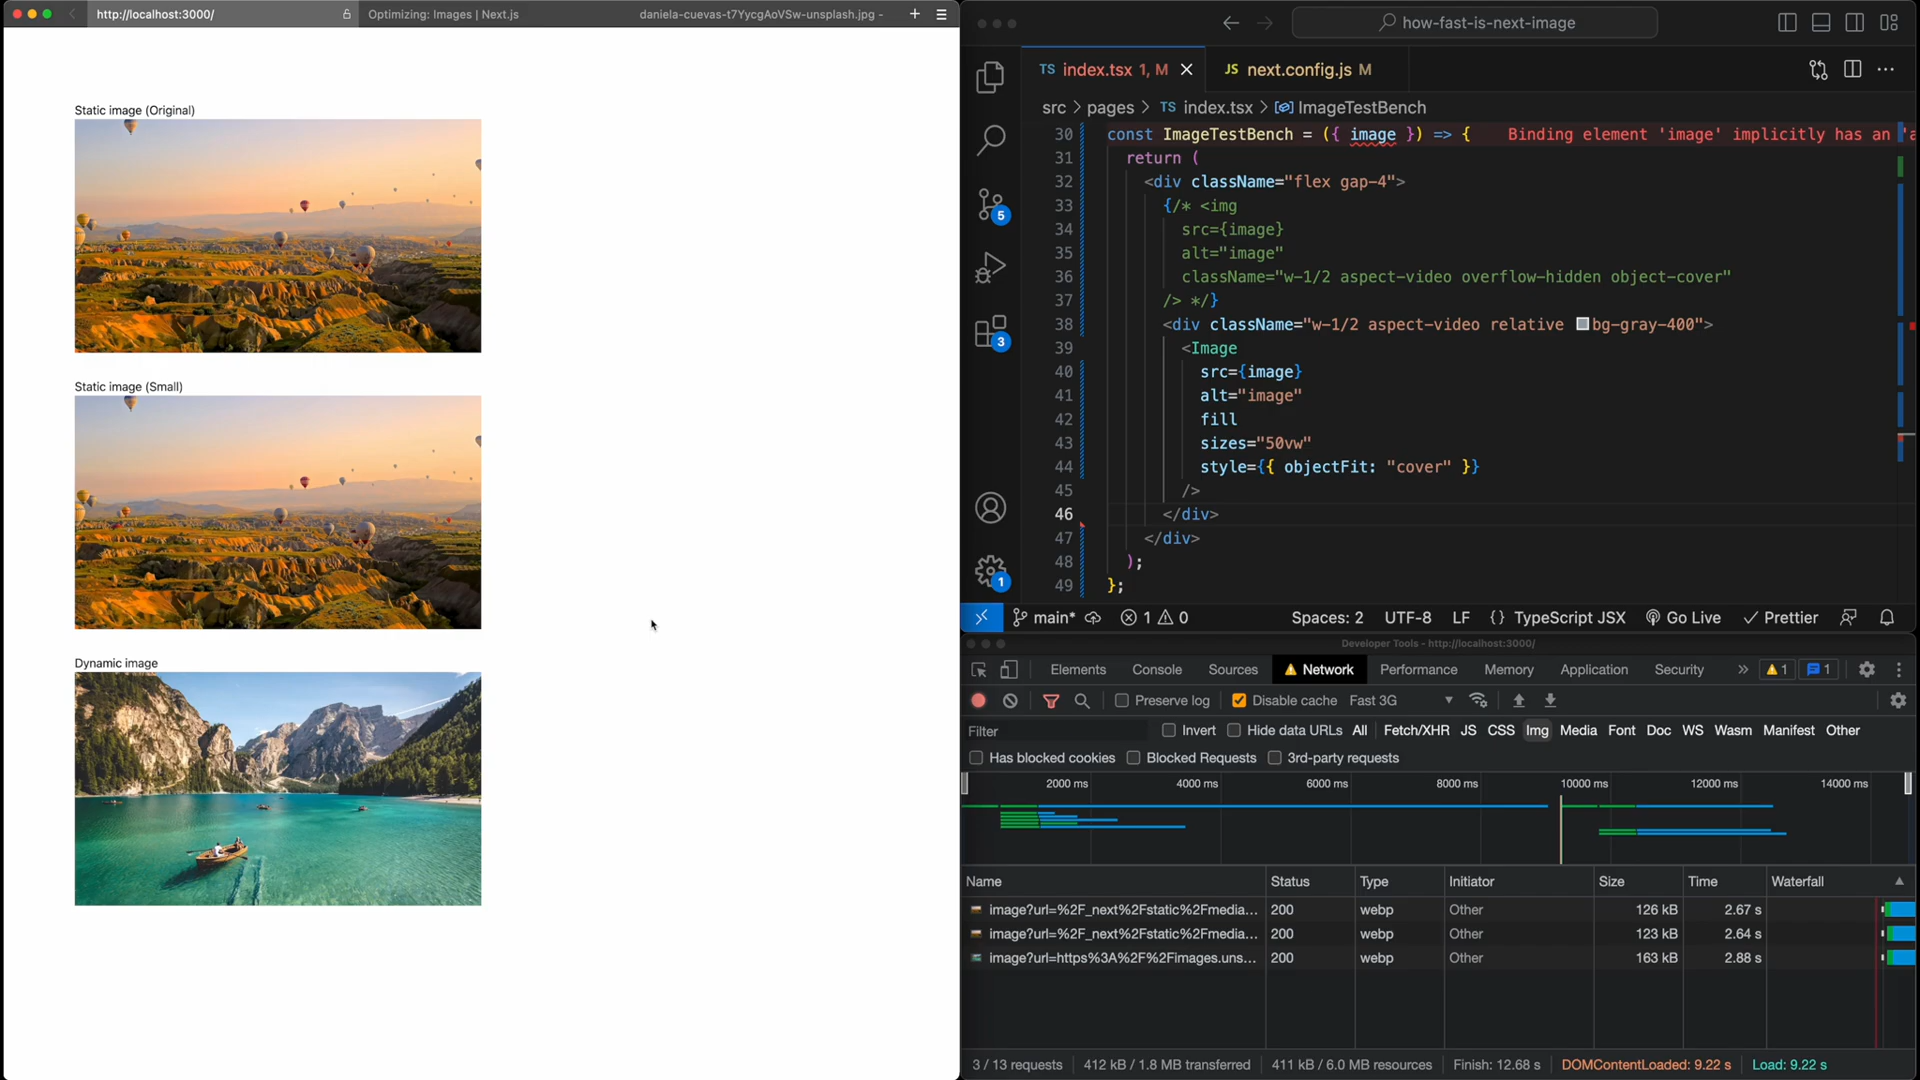 http://localhost:3000/
Optimizing: Images | Next.js
daniela-cuevas-t7YycgAoVSw-unsplash.jpg -
Static image (Original)
Static image (Small)
Dynamic image
how-fast-is-next-image
TS index.tsx 1, M
JS next.config.js M
src > pages > TS index.tsx > ImageTestBench
30 const ImageTestBench = ({ image }) => { Binding element 'image' implicitly has an 'a
31 return (
32 <div className="flex gap-4">
33 {/* <img
34 src={image}
35 alt="image"
36 className="w-1/2 aspect-video overflow-hidden object-cover"
37 /> */}
38 <div className="w-1/2 aspect-video relative bg-gray-400">
39 <Image
40 src={image}
41 alt="image"
42 fill
43 sizes="50vw"
44 style={{ objectFit: "cover" }}
45 />
46 </div>
47 </div>
48 );
49 };
5
3
1
main* 1 0 Spaces: 2 UTF-8 LF {} TypeScript JSX Go Live Prettier
Developer Tools - http://localhost:3000/
Elements Console Sources Network Performance Memory Application Security » 1 1
Preserve log Disable cache Fast 3G
Filter Invert Hide data URLs All Fetch/XHR JS CSS Img Media Font Doc WS Wasm Manifest Other
Has blocked cookies Blocked Requests 3rd-party requests
2000 ms 4000 ms 6000 ms 8000 ms 10000 ms 12000 ms 14000 ms
Name Status Type Initiator Size Time Waterfall
image?url=%2F_next%2Fstatic%2Fmedia... 200 webp Other 126 kB 2.67 s
image?url=%2F_next%2Fstatic%2Fmedia... 200 webp Other 123 kB 2.64 s
image?url=https%3A%2F%2Fimages.uns... 200 webp Other 163 kB 2.88 s
3 / 13 requests 412 kB / 1.8 MB transferred 411 kB / 6.0 MB resources Finish: 12.68 s DOMContentLoaded: 9.22 s Load: 9.22 s